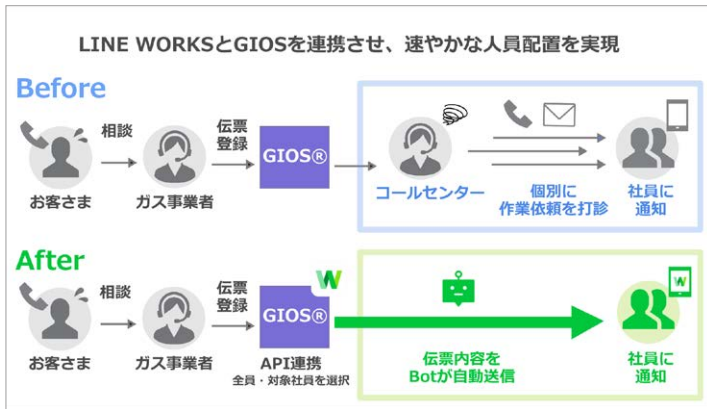 LINE WORKSとGIOSを連携させ、速やかな人員配置を実現
Before
相談
伝票
登録
GIOS®
お客さま
ガス事業者
コールセンター
個別に
作業依頼を打診
社員に
通知
After
相談
伝票
登録
W
GIOS®
W
お客さま
ガス事業者
API連携
全員・対象社員を選択
伝票内容を
Botが自動送信
社員に
通知